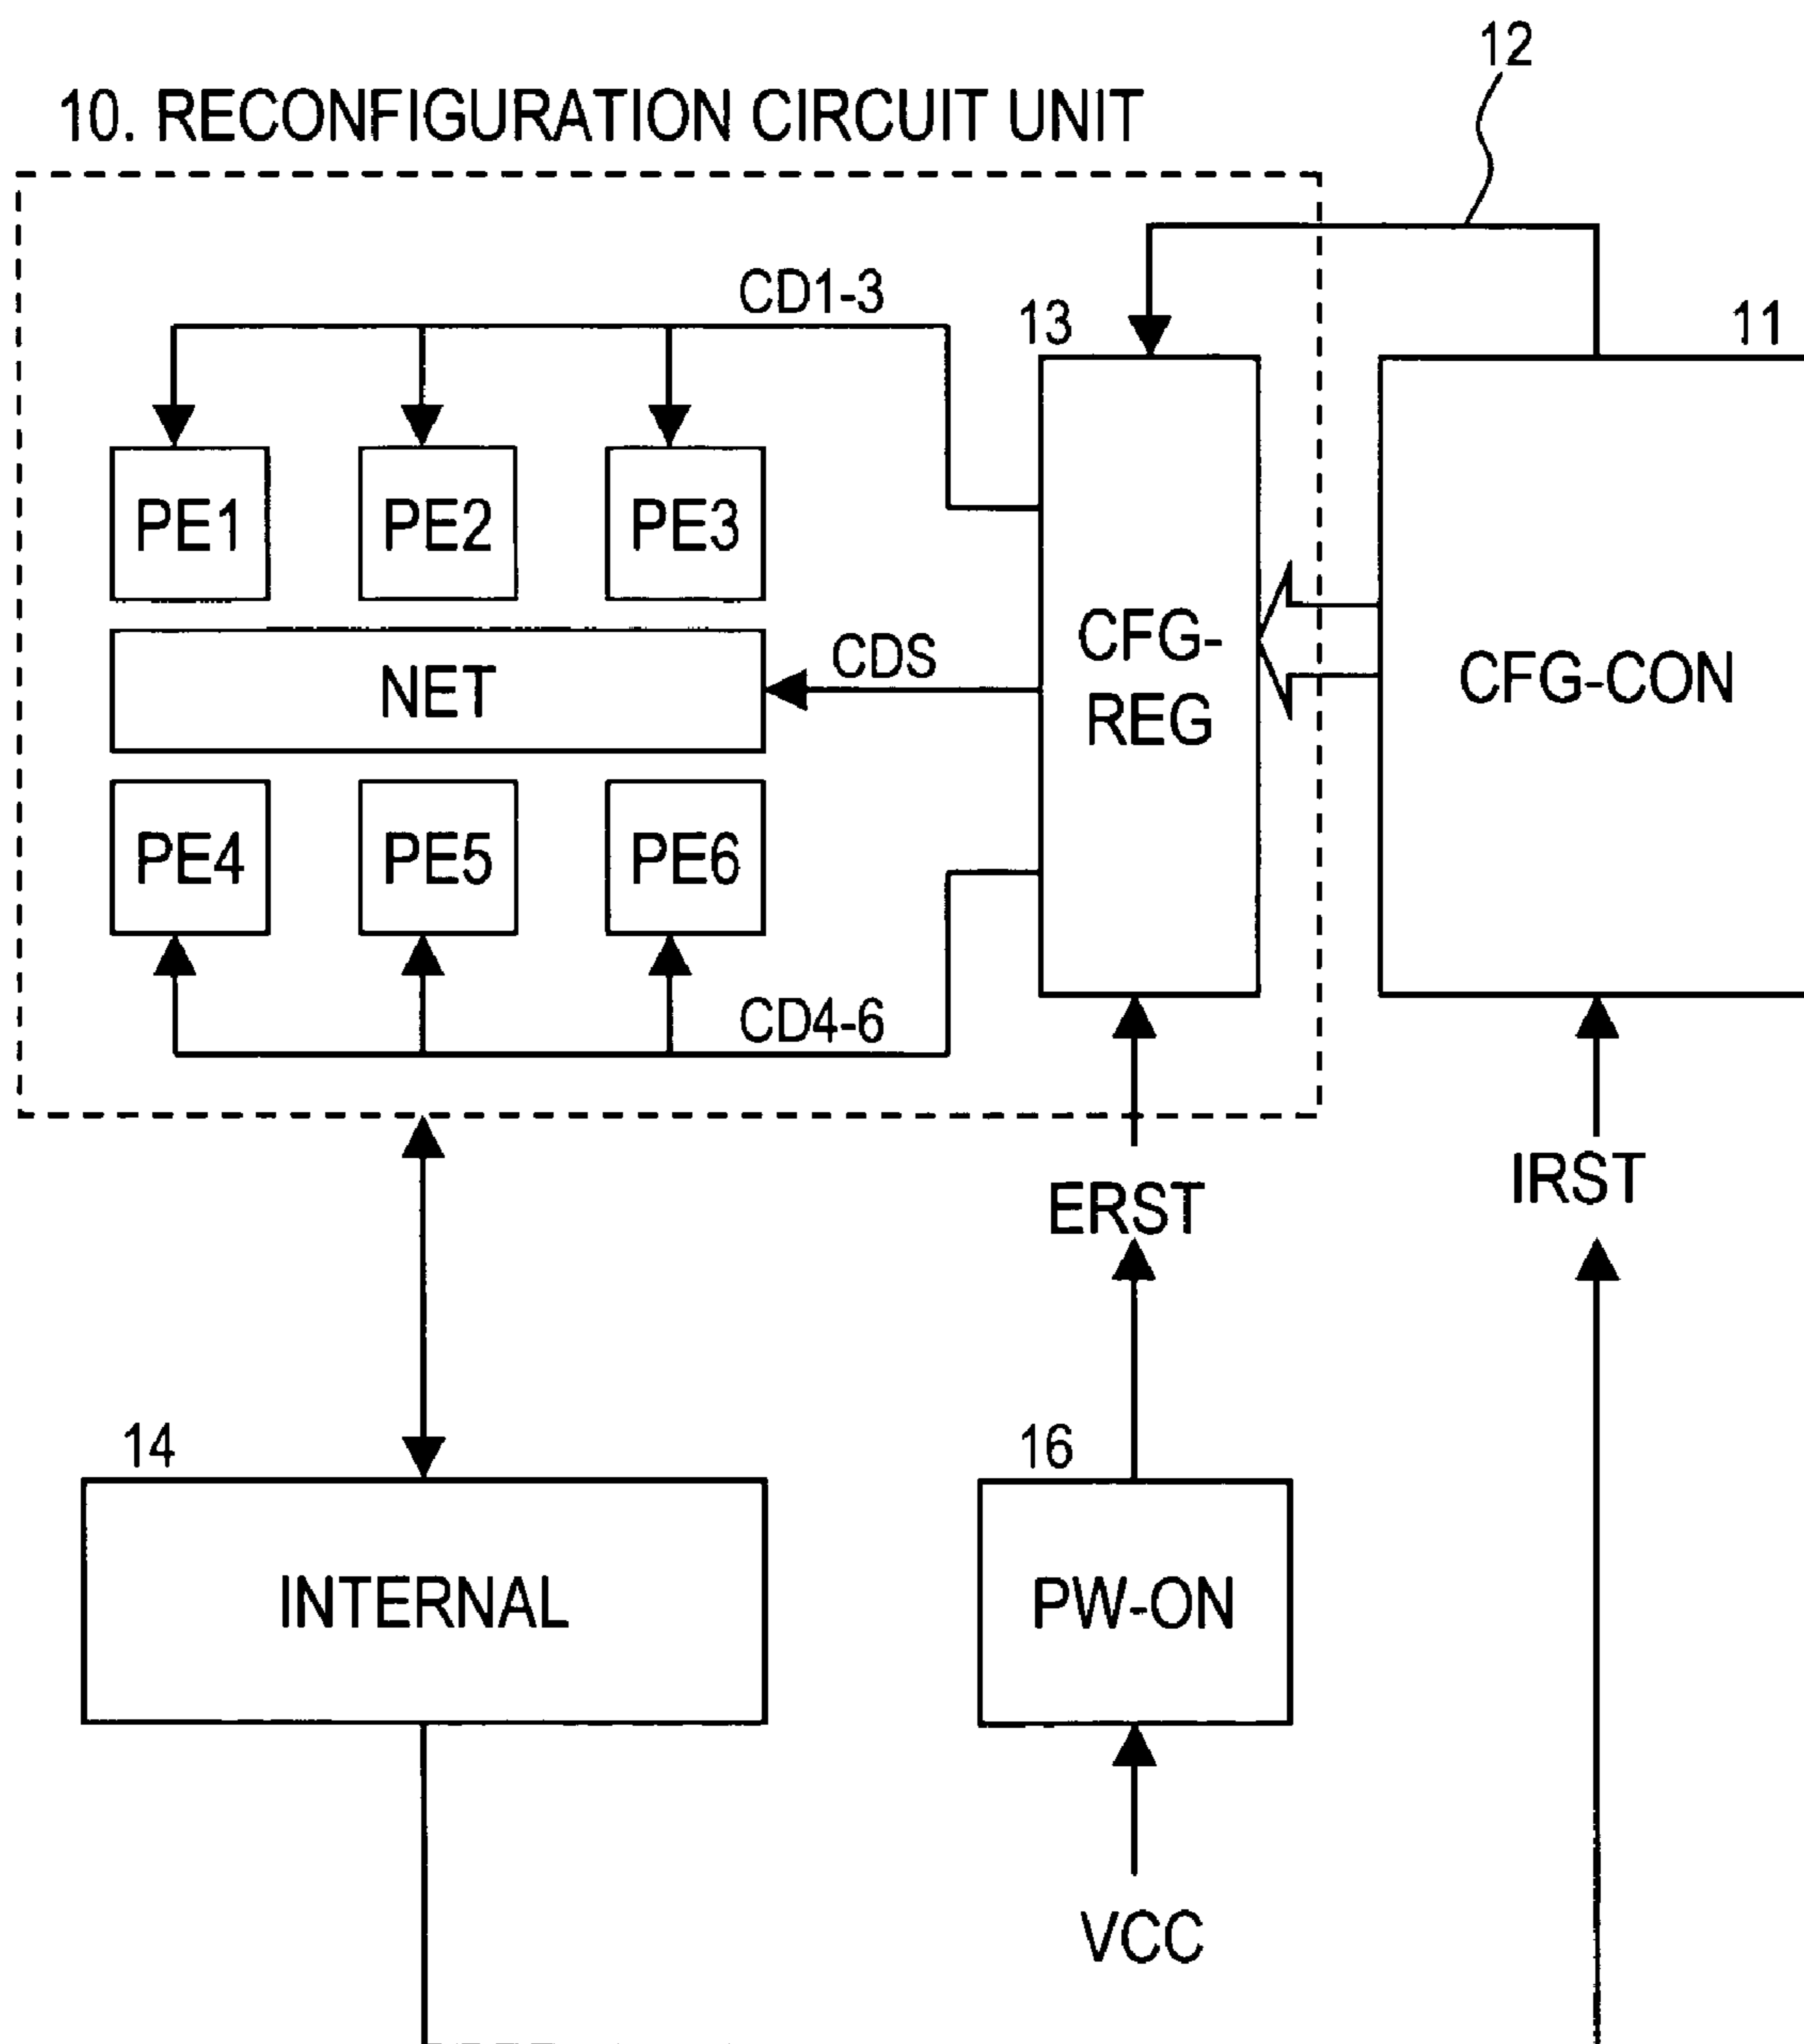 12
10. RECONFIGURATION CIRCUIT UNIT
CD1-3
13
11
PE1
PE2
PE3
CFG-
REG
CFG-CON
NET
CDS
PE4
PE5
PE6
CD4-6
ERST
IRST
14
16
INTERNAL
PW-ON
VCC